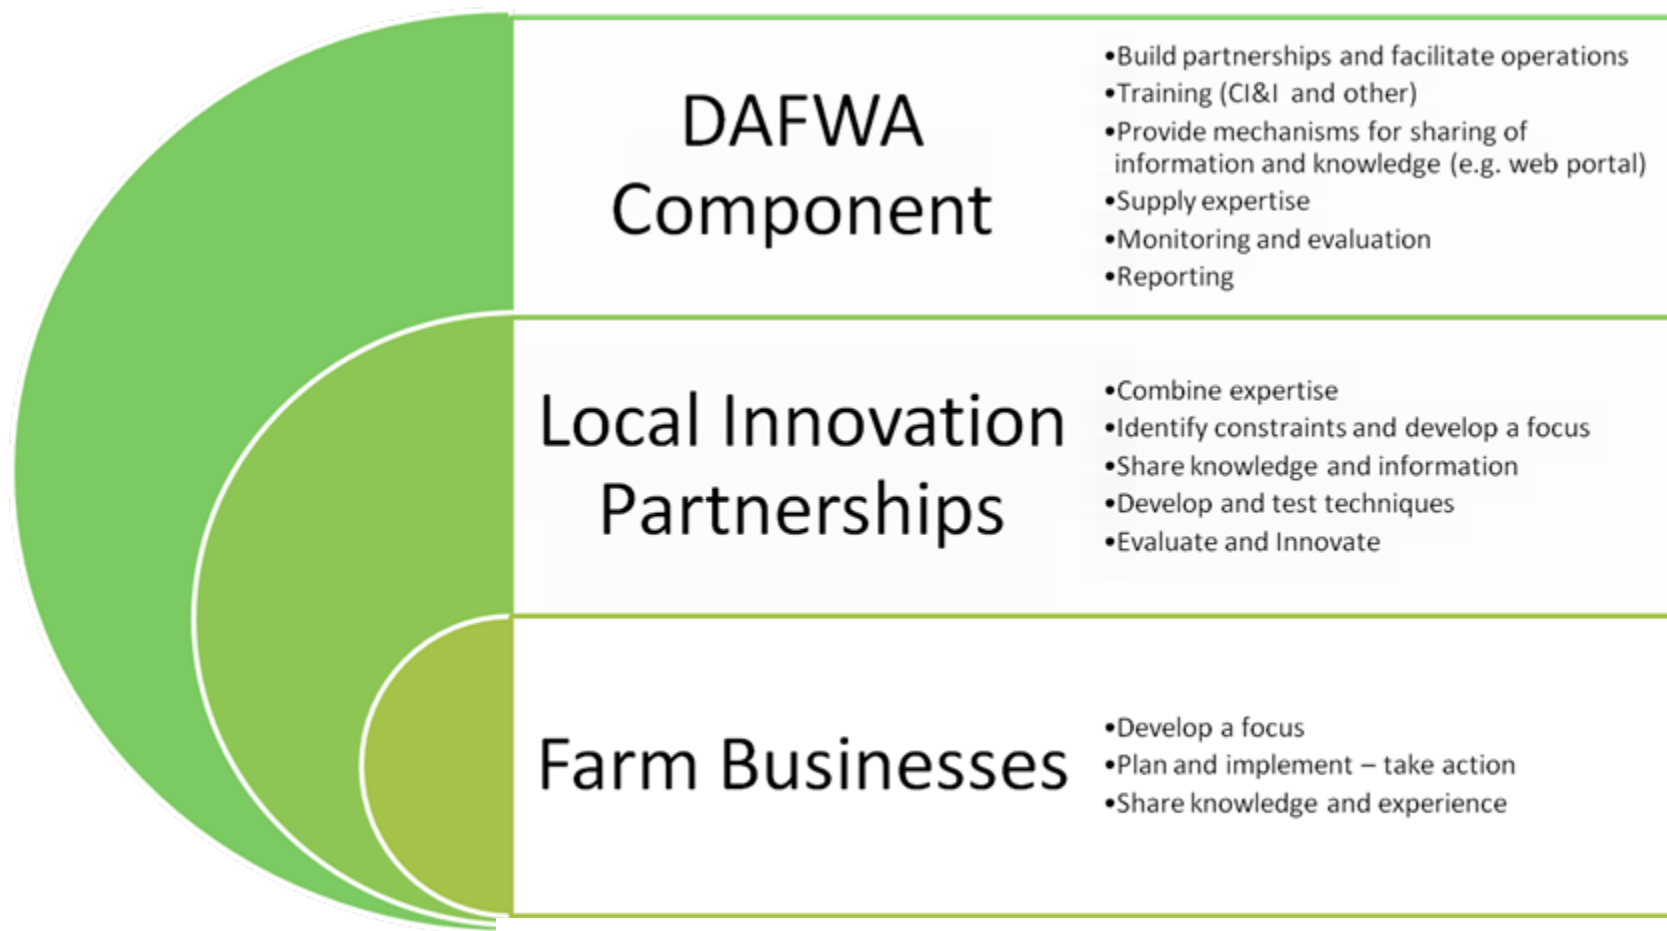 DAFWA
Component
•Build partnerships and facilitate operations
•Training (CI&I and other)
•Provide mechanisms for sharing of
information and knowledge (e.g. web portal)
•Supply expertise
•Monitoring and evaluation
•Reporting
Local Innovation
Partnerships
•Combine expertise
•Identify constraints and develop a focus
•Share knowledge and information
•Develop and test techniques
•Evaluate and Innovate
Farm Businesses
•Develop a focus
•Plan and implement – take action
•Share knowledge and experience